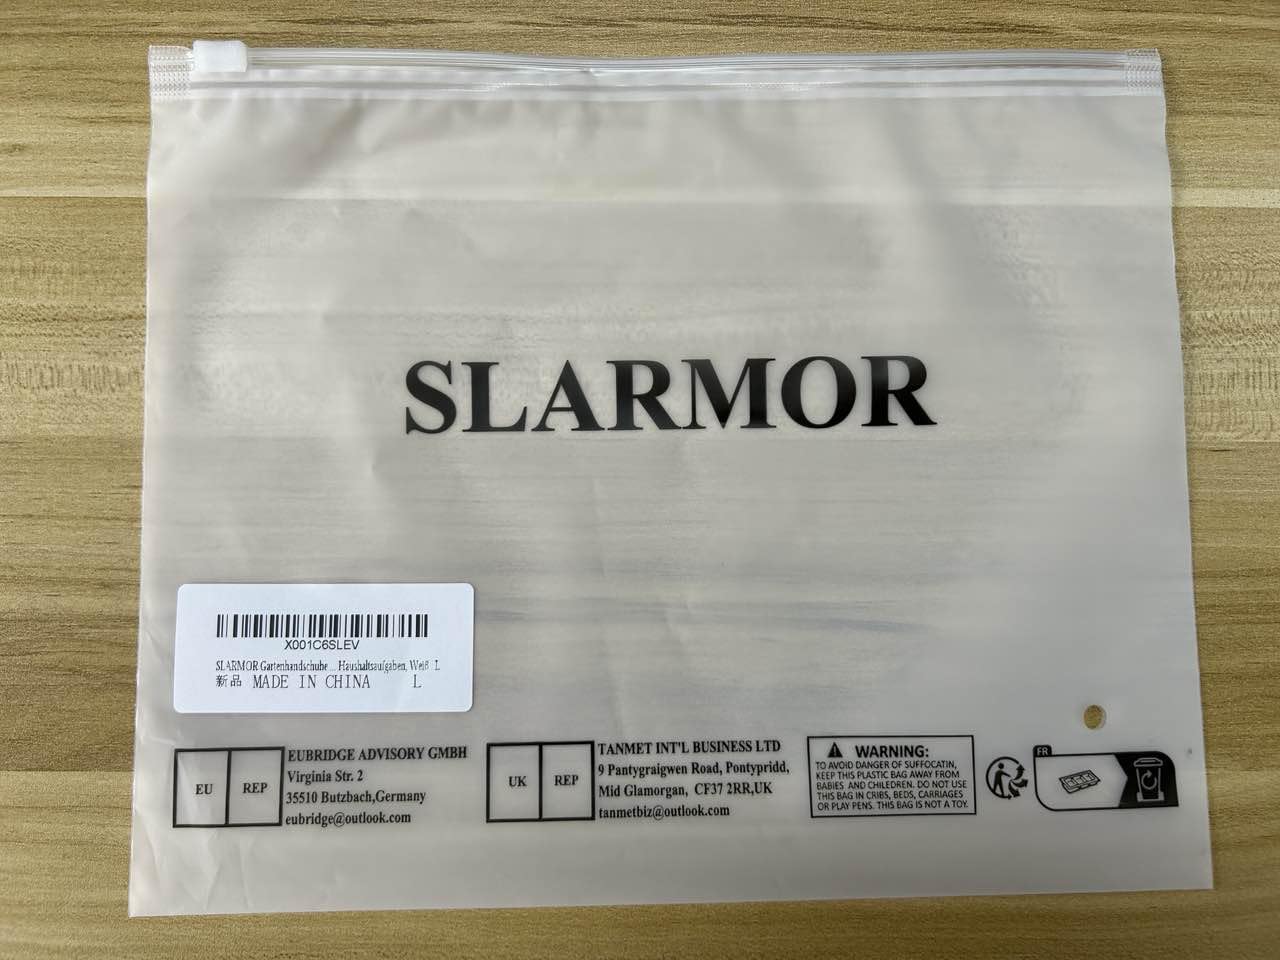 SLARMOR
X001C6SLEV
SLARMOR Gartenhandschuhe ... Haushaltsaufgaben, Weiß L
新品 MADE IN CHINA L
EU REP
EUBRIDGE ADVISORY GMBH
Virginia Str. 2
35510 Butzbach,Germany
eubridge@outlook.com
UK REP
TANMET INT'L BUSINESS LTD
9 Pantygraigwen Road, Pontypridd,
Mid Glamorgan, CF37 2RR,UK
tanmetbiz@outlook.com
WARNING:
TO AVOID DANGER OF SUFFOCATIN,
KEEP THIS PLASTIC BAG AWAY FROM
BABIES AND CHILEDREN. DO NOT USE
THIS BAG IN CRIBS, BEDS, CARRIAGES
OR PLAY PENS. THIS BAG IS NOT A TOY.
FR